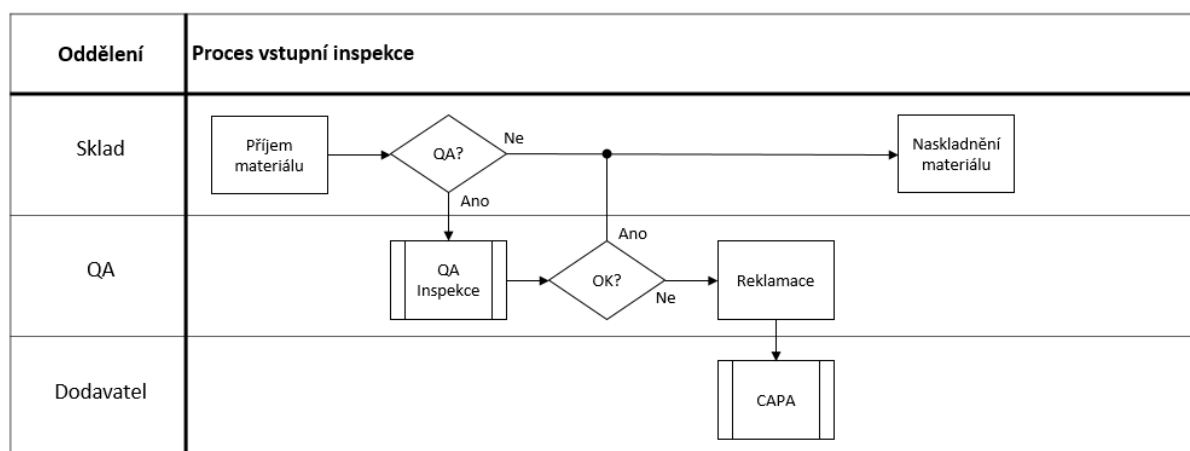 Oddělení
Proces vstupní inspekce
Sklad
Příjem
materiálu
QA?
Ne
Ano
Naskladnění
materiálu
QA
QA
Inspekce
OK?
Ano
Ne
Reklamace
Dodavatel
CAPA